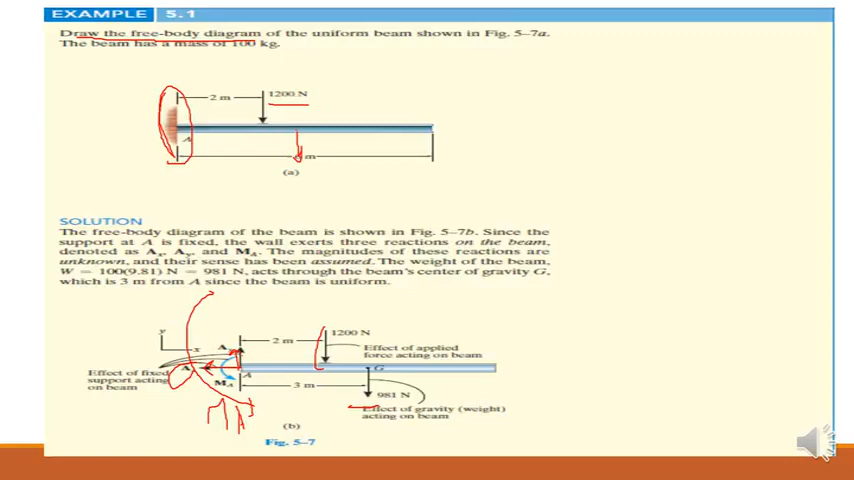 EXAMPLE 5.1
Draw the free-body diagram of the uniform beam shown in Fig. 5–7a.
The beam has a mass of 100 kg.
2 m
1200 N
A
m
(a)
SOLUTION
The free-body diagram of the beam is shown in Fig. 5–7b. Since the
support at A is fixed, the wall exerts three reactions on the beam,
denoted as Ax, Ay, and MA. The magnitudes of these reactions are
unknown, and their sense has been assumed. The weight of the beam,
W = 100(9.81) N = 981 N, acts through the beam's center of gravity G,
which is 3 m from A since the beam is uniform.
y
x
A
2 m
1200 N
Effect of applied
force acting on beam
Effect of fixed
support acting
on beam
A
MA
A
3 m
G
981 N
Effect of gravity (weight)
acting on beam
MA
(b)
Fig. 5–7